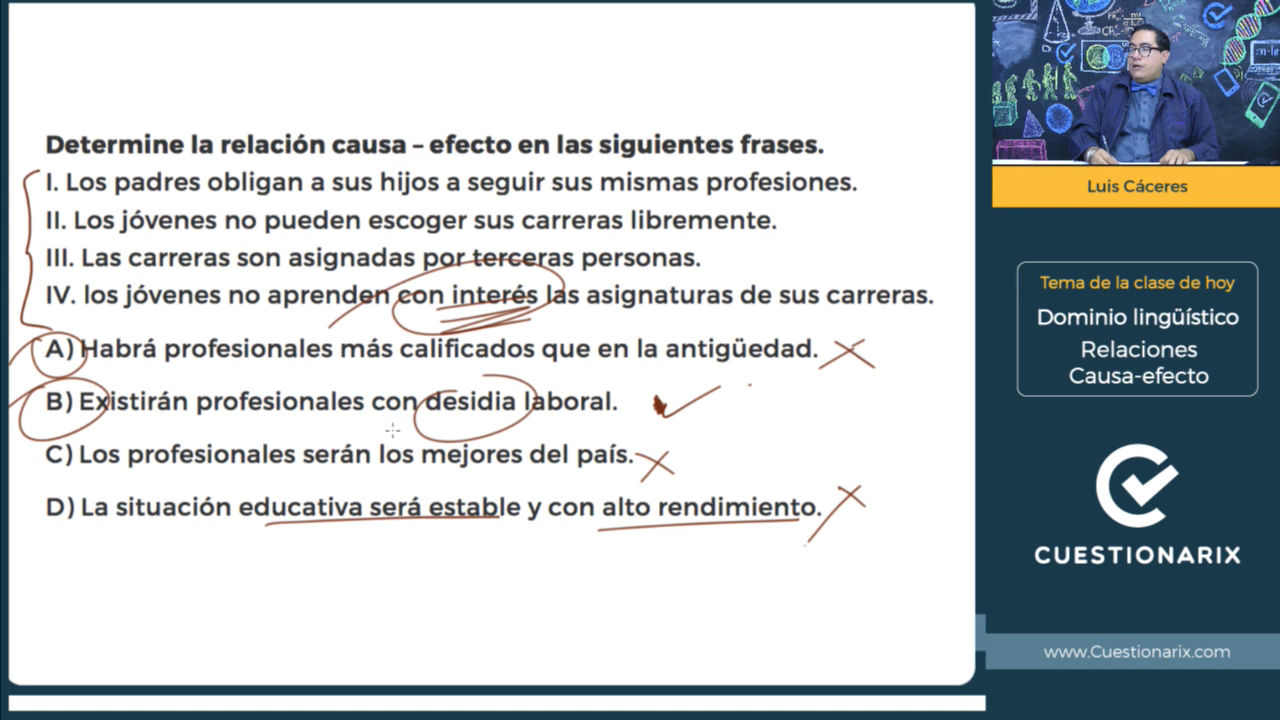 Determine la relación causa – efecto en las siguientes frases.
I. Los padres obligan a sus hijos a seguir sus mismas profesiones.
II. Los jóvenes no pueden escoger sus carreras libremente.
III. Las carreras son asignadas por terceras personas.
IV. los jóvenes no aprenden con interés las asignaturas de sus carreras.
A) Habrá profesionales más calificados que en la antigüedad.
B) Existirán profesionales con desidia laboral.
C) Los profesionales serán los mejores del país.
D) La situación educativa será estable y con alto rendimiento.
Luis Cáceres
Tema de la clase de hoy
Dominio lingüístico
Relaciones
Causa-efecto
CUESTIONARIX
www.Cuestionarix.com